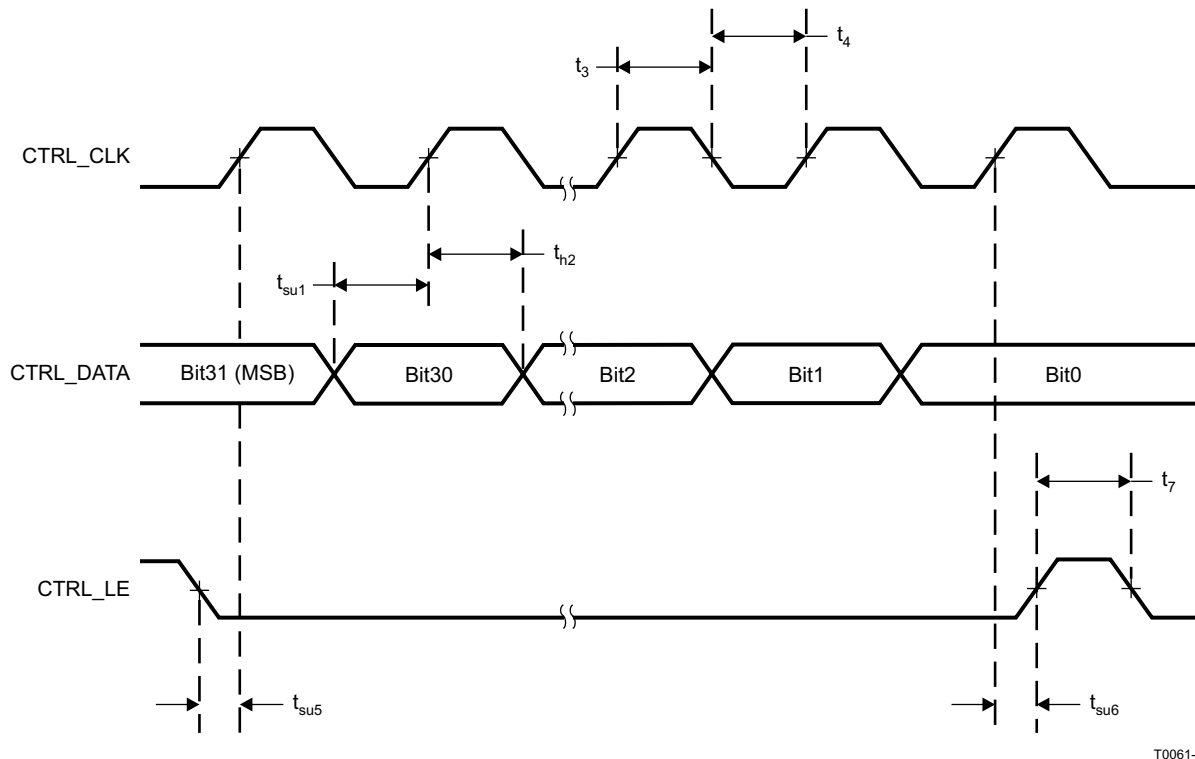 t4
t3
CTRL_CLK
th2
tsu1
CTRL_DATA
Bit31 (MSB)
Bit30
Bit2
Bit1
Bit0
t7
CTRL_LE
tsu5
tsu6
T0061-